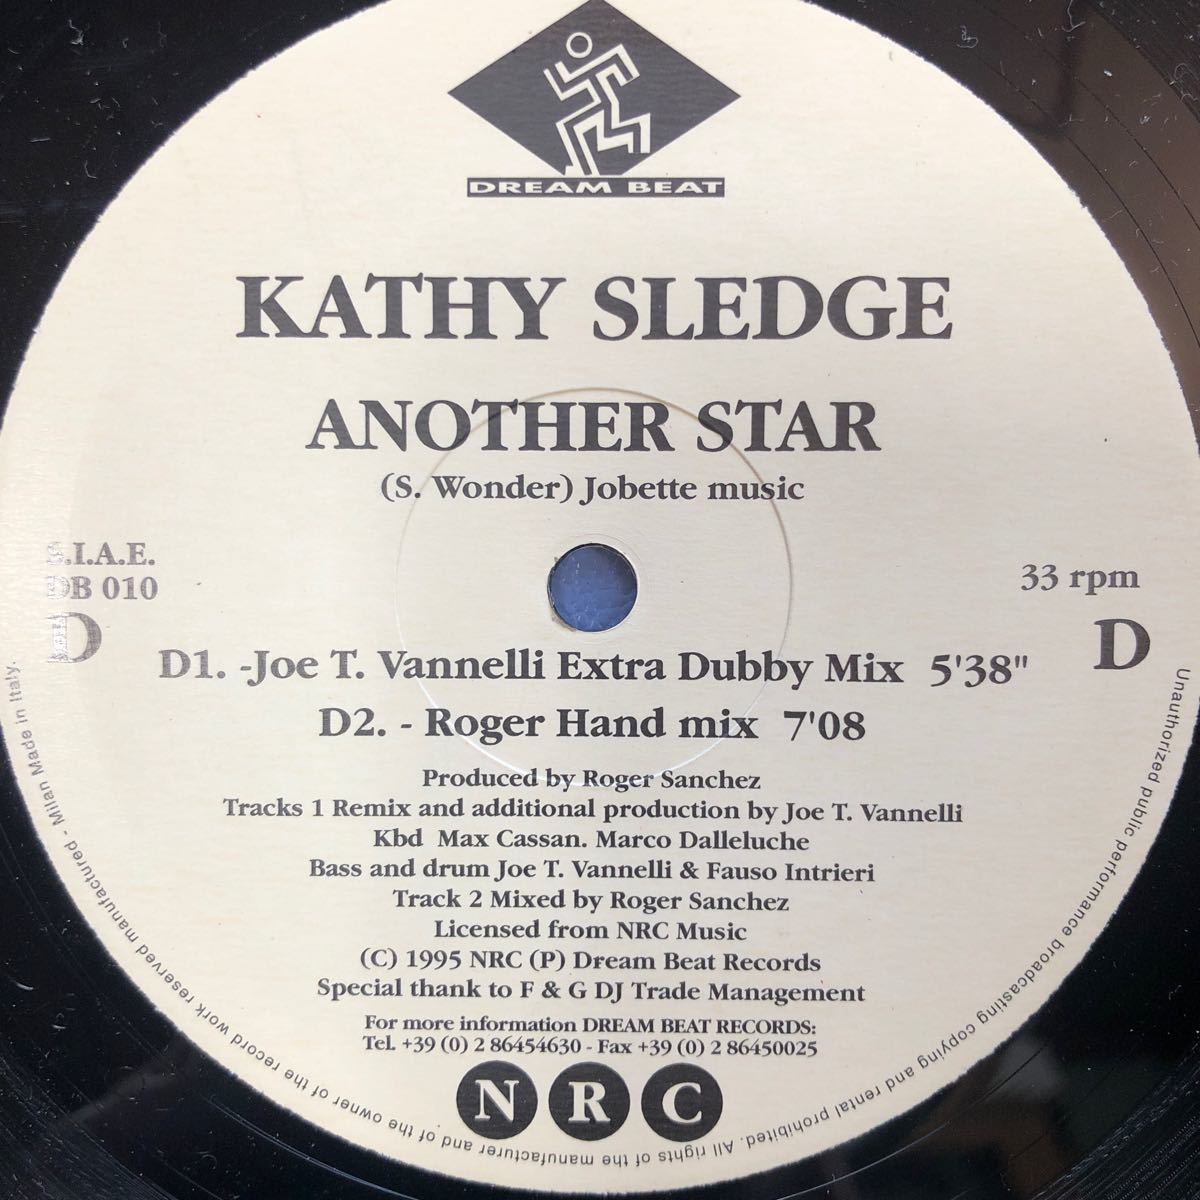 DREAM BEAT
KATHY SLEDGE
ANOTHER STAR
(S. Wonder) Jobette music
S.I.A.E.
DB 010
D
33 rpm
D
D1. -Joe T. Vannelli Extra Dubby Mix 5'38"
D2. - Roger Hand mix 7'08
Produced by Roger Sanchez
Tracks 1 Remix and additional production by Joe T. Vannelli
Kbd Max Cassan. Marco Dalleluche
Bass and drum Joe T. Vannelli & Fauso Intrieri
Track 2 Mixed by Roger Sanchez
Licensed from NRC Music
(C) 1995 NRC (P) Dream Beat Records
Special thank to F & G DJ Trade Management
For more information DREAM BEAT RECORDS:
Tel. +39 (0) 2 86454630 - Fax +39 (0) 2 86450025
N R C
Unauthorized public performance broadcasting copying and rental prohibited. All rights of the manufacturer and of the owner of the record work reserved manufactured - Milan Made in Italy.